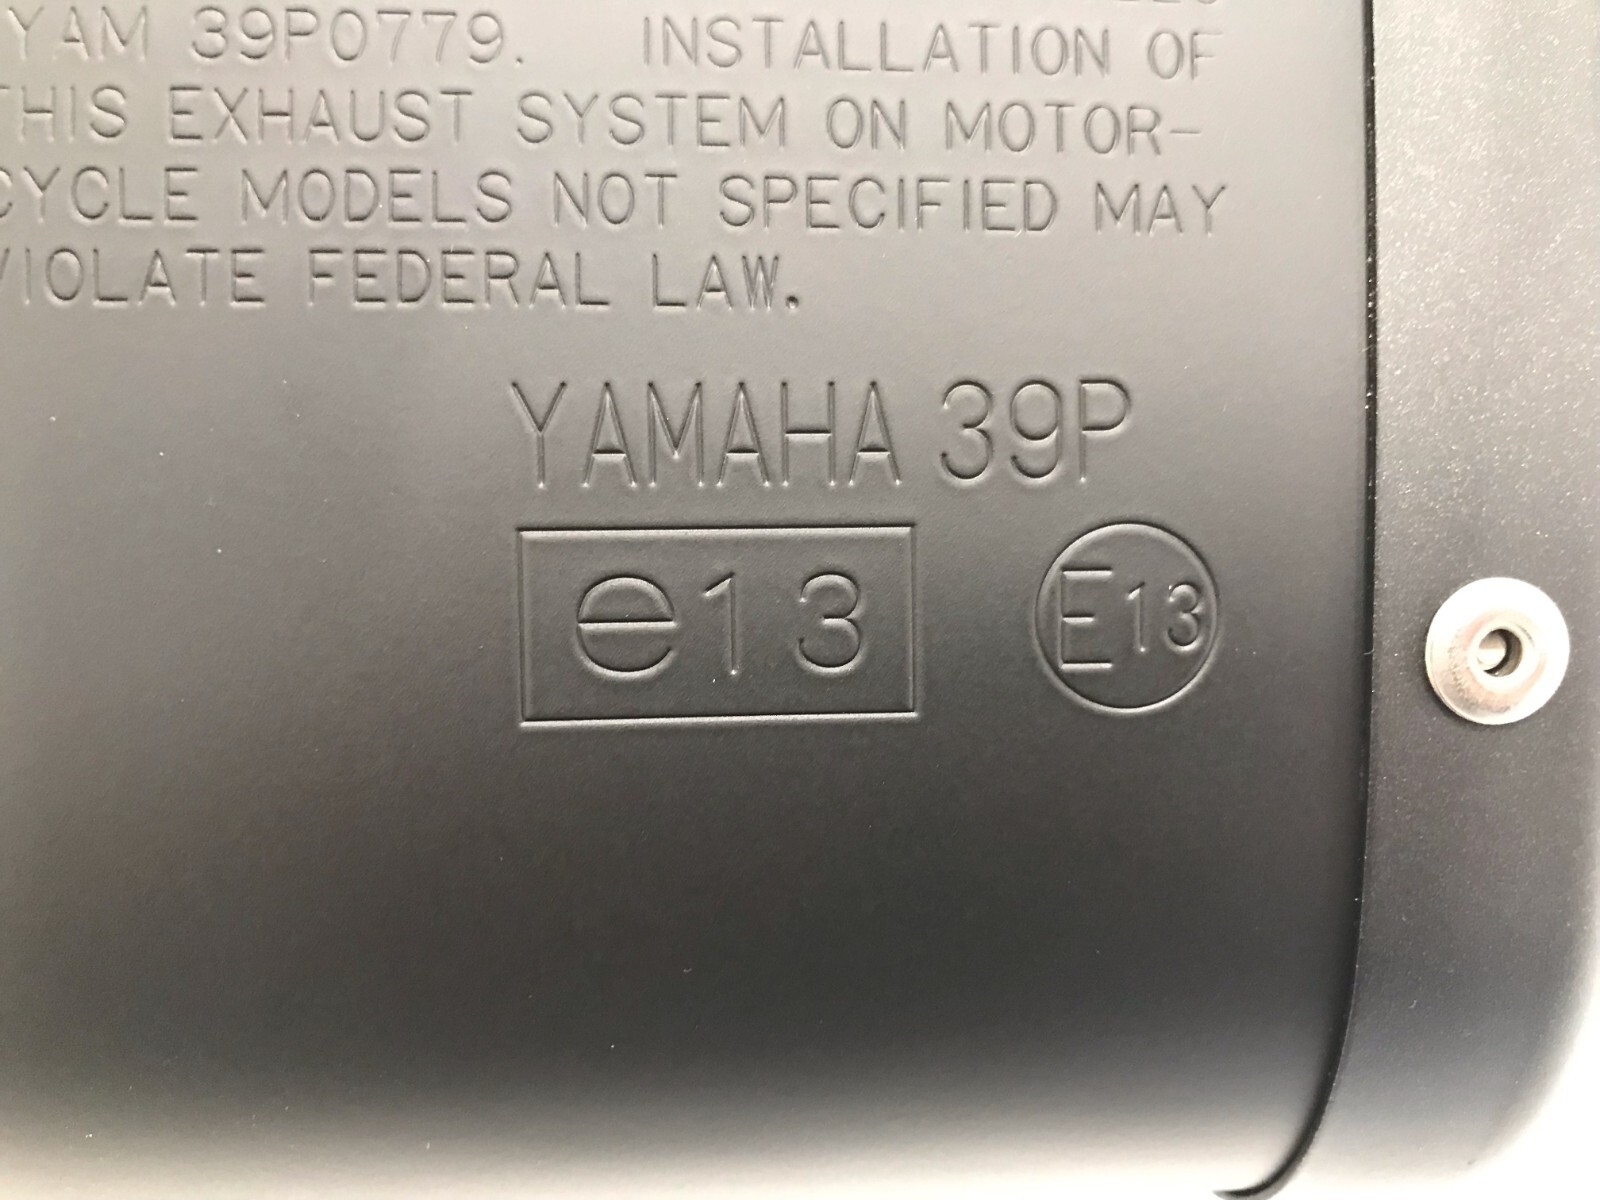 YAM 39P0779. INSTALLATION OF
THIS EXHAUST SYSTEM ON MOTOR-
CYCLE MODELS NOT SPECIFIED MAY
VIOLATE FEDERAL LAW.
YAMAHA 39P
e13 E13